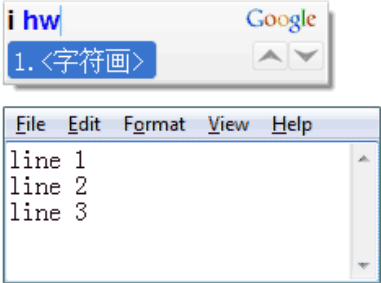 i hw Google
1.<字符画>
File Edit Format View Help
line 1
line 2
line 3